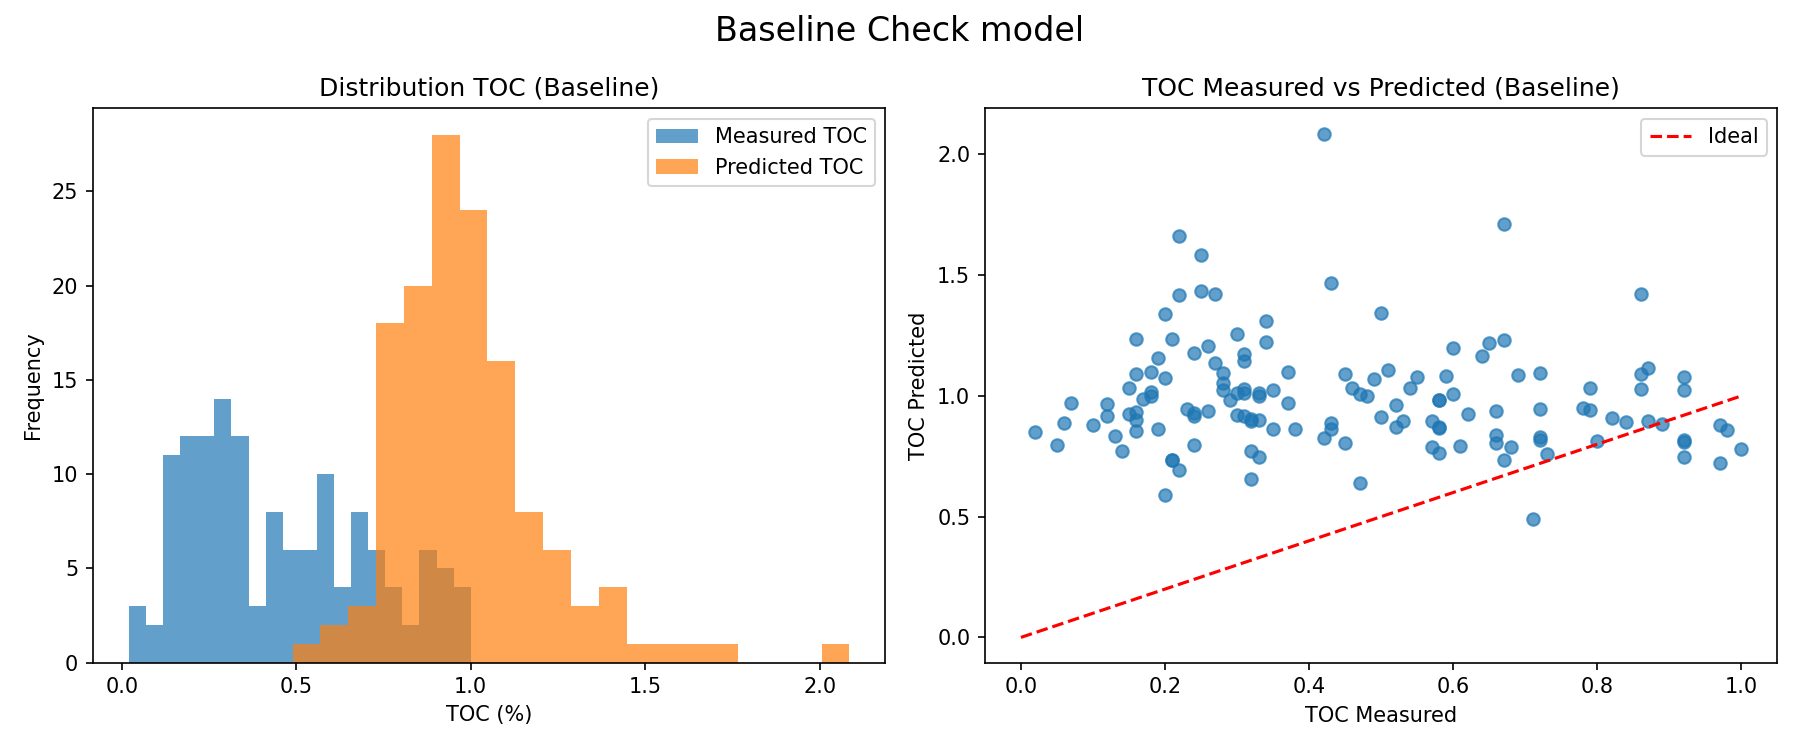 Baseline Check model
Distribution TOC (Baseline)
Measured TOC
Predicted TOC
Frequency
25
20
15
10
5
0
0.0 0.5 1.0 1.5 2.0
TOC (%)
TOC Measured vs Predicted (Baseline)
Ideal
TOC Predicted
2.0
1.5
1.0
0.5
0.0
0.0 0.2 0.4 0.6 0.8 1.0
TOC Measured